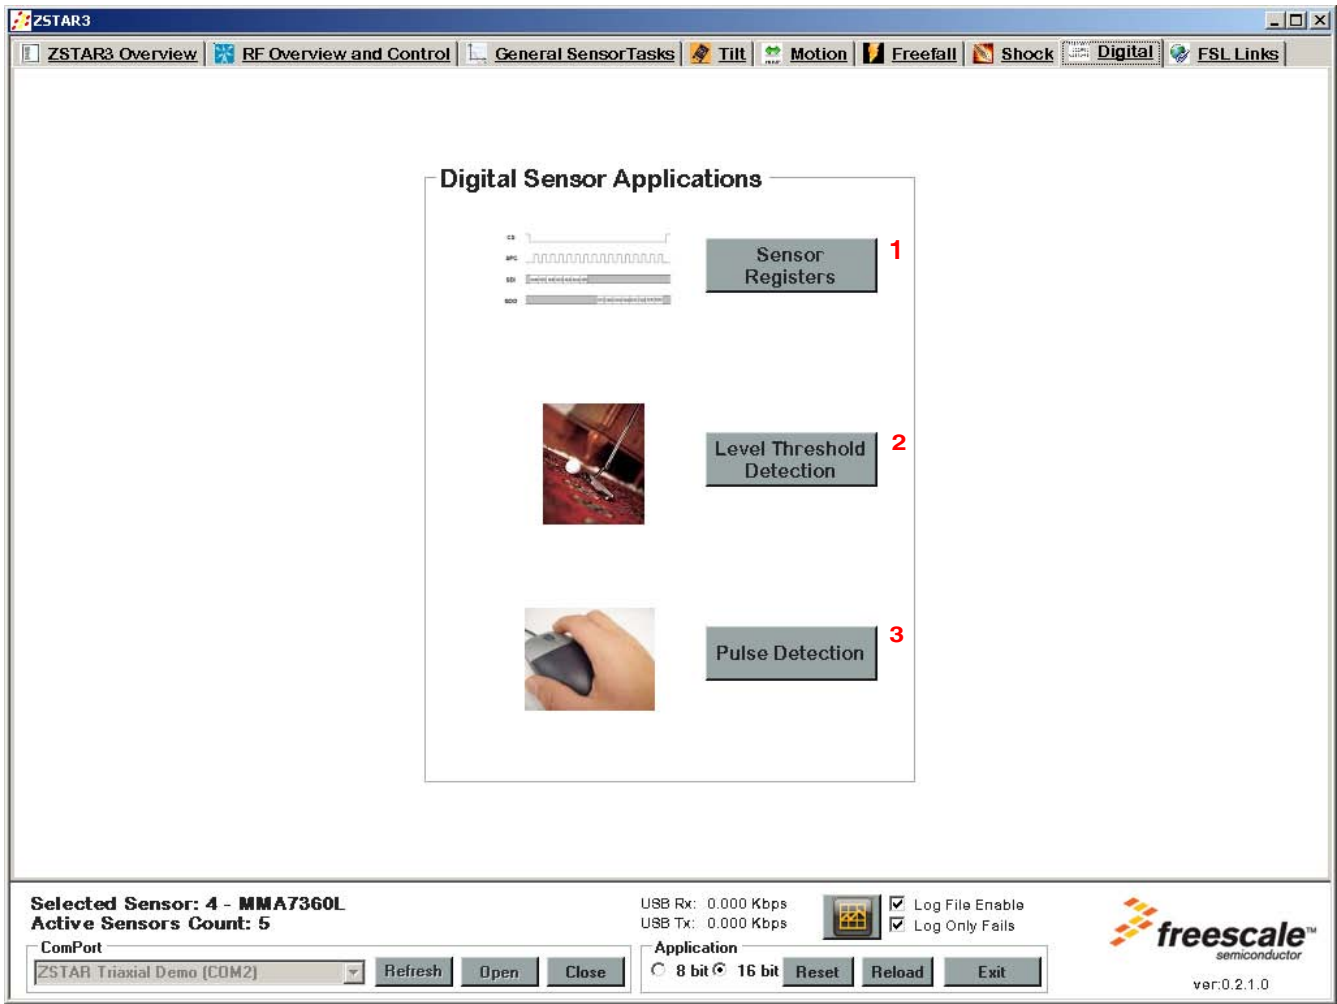 ZSTAR3
ZSTAR3 Overview RF Overview and Control General SensorTasks Tilt Motion Freefall Shock Digital FSL Links
Digital Sensor Applications
CS
SPC
SDI
SDO
Sensor
Registers
1
Level Threshold
Detection
2
Pulse Detection
3
Selected Sensor: 4 - MMA7360L
Active Sensors Count: 5
ComPort
ZSTAR Triaxial Demo (COM2)
Refresh Open Close
USB Rx: 0.000 Kbps
USB Tx: 0.000 Kbps
Log File Enable
Log Only Fails
Application
8 bit 16 bit Reset Reload Exit
freescale™
semiconductor
ver:0.2.1.0